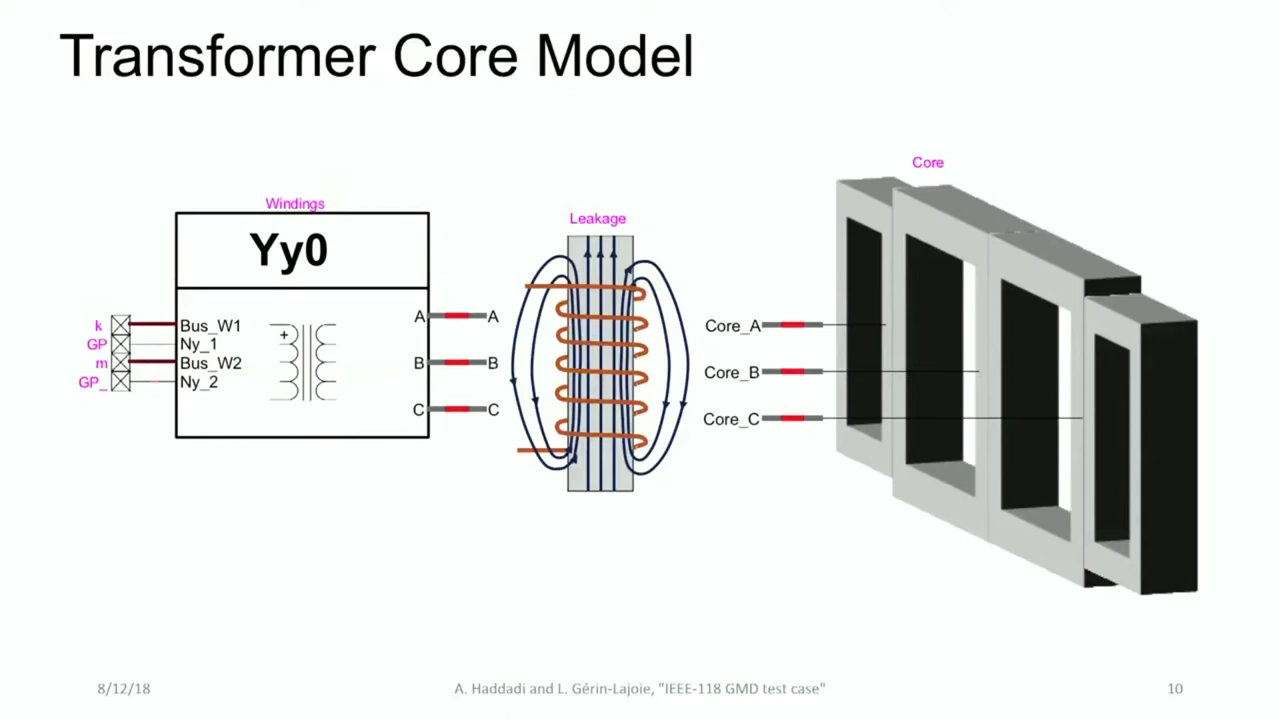 Transformer Core Model
Windings
Yy0
k
GP
m
GP_
Bus_W1
Ny_1
Bus_W2
Ny_2
+
A
B
C
A
B
C
Leakage
Core
Core_A
Core_B
Core_C
8/12/18
A. Haddadi and L. Gérin-Lajoie, "IEEE-118 GMD test case"
10